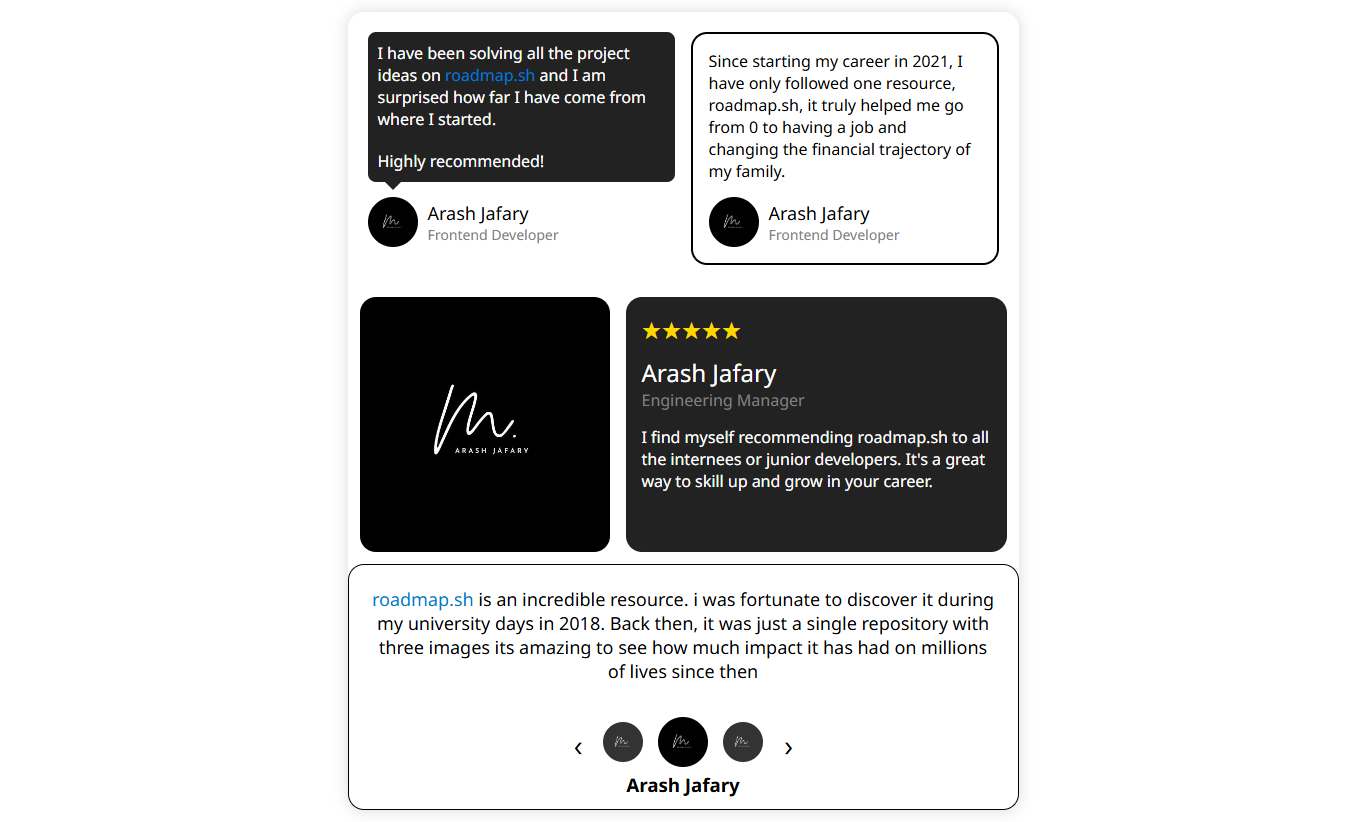 I have been solving all the project
ideas on roadmap.sh and I am
surprised how far I have come from
where I started.
Highly recommended!
Arash Jafary
Frontend Developer
Since starting my career in 2021, I
have only followed one resource,
roadmap.sh, it truly helped me go
from 0 to having a job and
changing the financial trajectory of
my family.
Arash Jafary
Frontend Developer
M.
ARASH JAFARY
★★★★★
Arash Jafary
Engineering Manager
I find myself recommending roadmap.sh to all
the internees or junior developers. It's a great
way to skill up and grow in your career.
roadmap.sh is an incredible resource. i was fortunate to discover it during
my university days in 2018. Back then, it was just a single repository with
three images its amazing to see how much impact it has had on millions
of lives since then
‹ ›
Arash Jafary